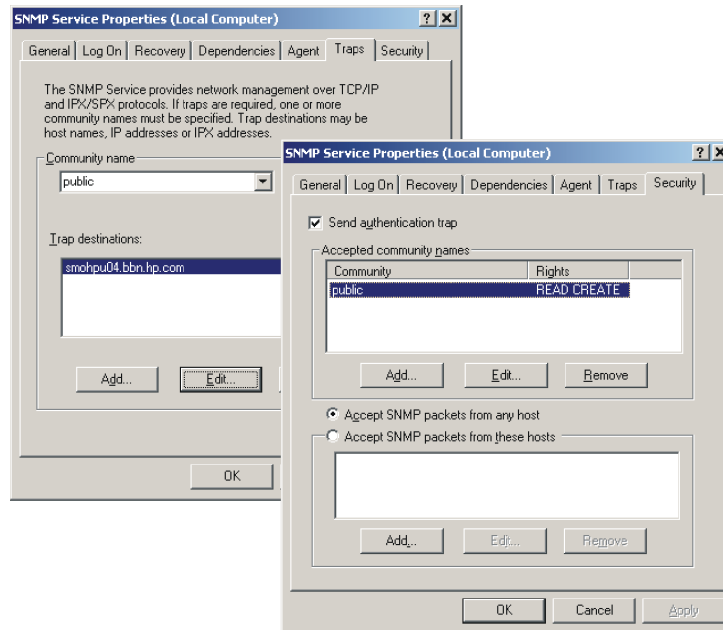 SNMP Service Properties (Local Computer)
General Log On Recovery Dependencies Agent Traps Security
The SNMP Service provides network management over TCP/IP
and IPX/SPX protocols. If traps are required, one or more
community names must be specified. Trap destinations may be
host names, IP addresses or IPX addresses.
Community name
public
Trap destinations:
smohpu04.bbn.hp.com
Add... Edit...
OK
SNMP Service Properties (Local Computer)
General Log On Recovery Dependencies Agent Traps Security
Send authentication trap
Accepted community names
Community Rights
public READ CREATE
Add... Edit... Remove
Accept SNMP packets from any host
Accept SNMP packets from these hosts
Add... Edit... Remove
OK Cancel Apply